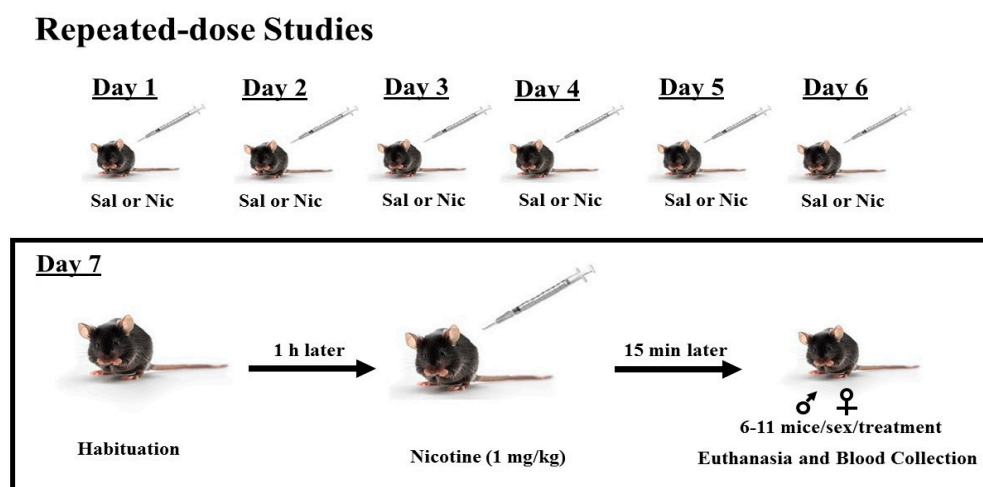 Repeated-dose Studies
Day 1 Day 2 Day 3 Day 4 Day 5 Day 6
Sal or Nic Sal or Nic Sal or Nic Sal or Nic Sal or Nic Sal or Nic
Day 7
1 h later 15 min later
♂ ♀
6-11 mice/sex/treatment
Habituation Nicotine (1 mg/kg) Euthanasia and Blood Collection